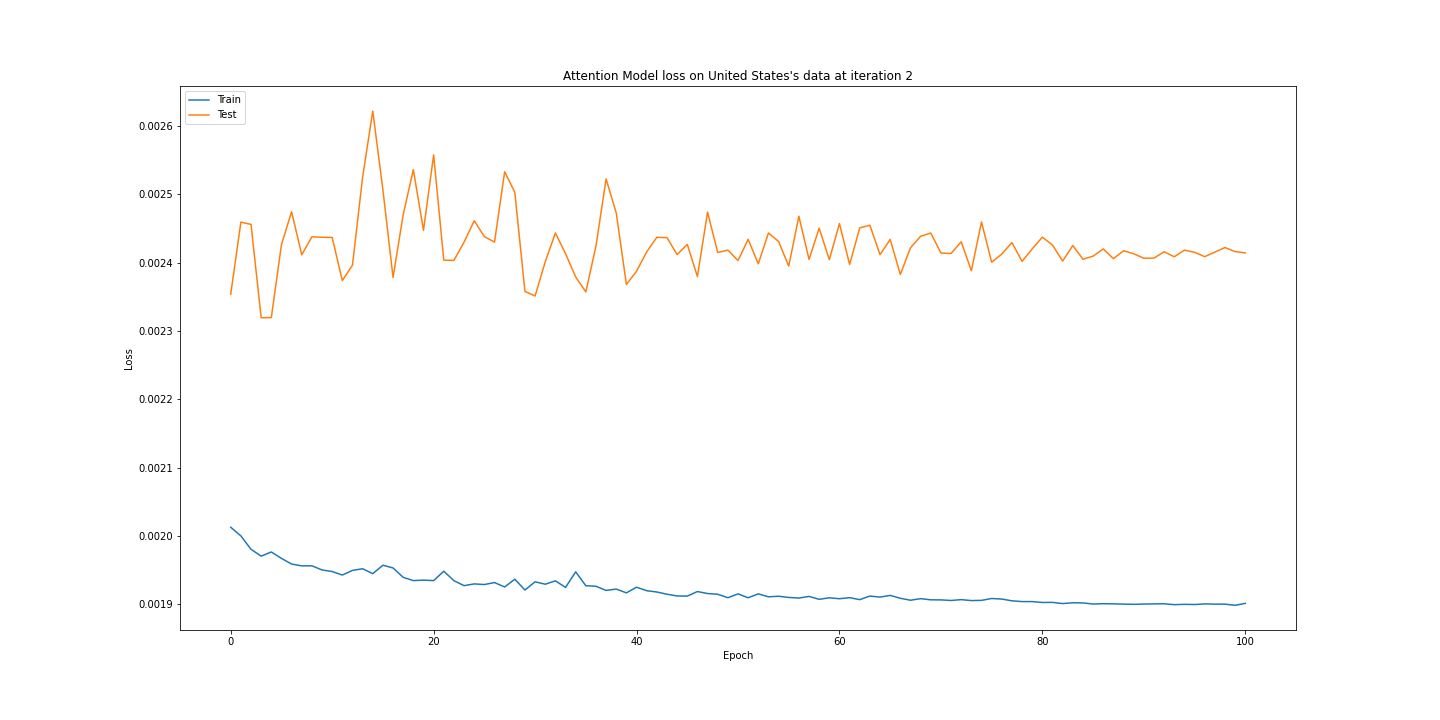 Attention Model loss on United States's data at iteration 2
Train
Test
0.0026
0.0025
0.0024
0.0023
0.0022
0.0021
0.0020
0.0019
Loss
0 20 40 60 80 100
Epoch